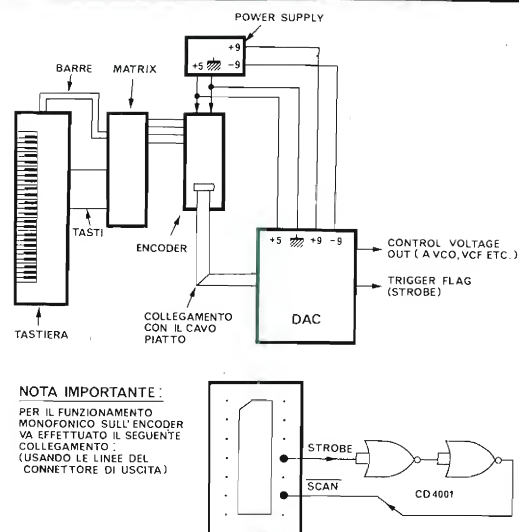 POWER SUPPLY
+9
+5 -9
BARRE MATRIX
TASTI
ENCODER
+5 +9 -9
CONTROL VOLTAGE
OUT ( A VCO, VCF ETC.)
TRIGGER FLAG
(STROBE)
DAC
COLLEGAMENTO
CON IL CAVO
PIATTO
TASTIERA
NOTA IMPORTANTE :
PER IL FUNZIONAMENTO
MONOFONICO SULL'ENCODER
VA EFFETTUATO IL SEGUENTE
COLLEGAMENTO :
(USANDO LE LINEE DEL
CONNETTORE DI USCITA)
STROBE
SCAN
CD 4001